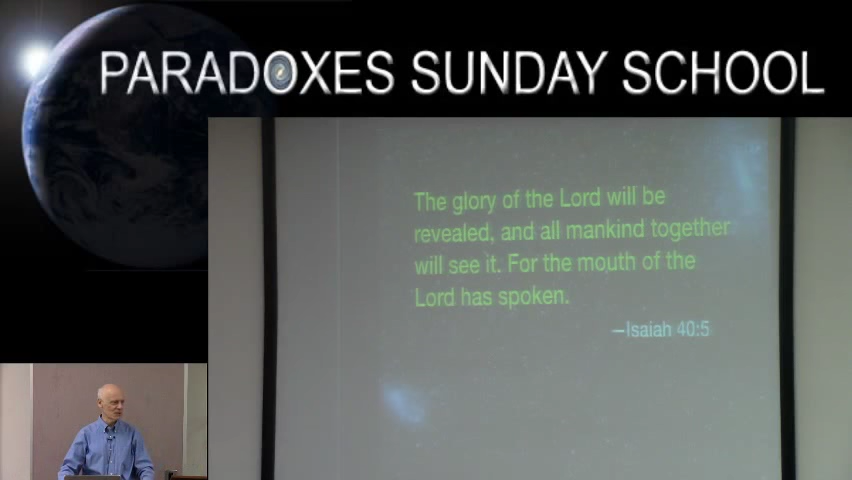 PARADOXES SUNDAY SCHOOL
The glory of the Lord will be
revealed, and all mankind together
will see it. For the mouth of the
Lord has spoken.
—Isaiah 40:5